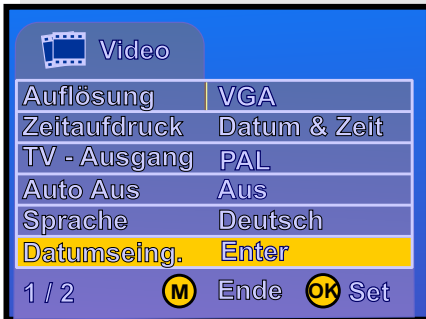 Video
Auflösung VGA
Zeitaufdruck Datum & Zeit
TV - Ausgang PAL
Auto Aus Aus
Sprache Deutsch
Datumseing. Enter
1 / 2 M Ende OK Set